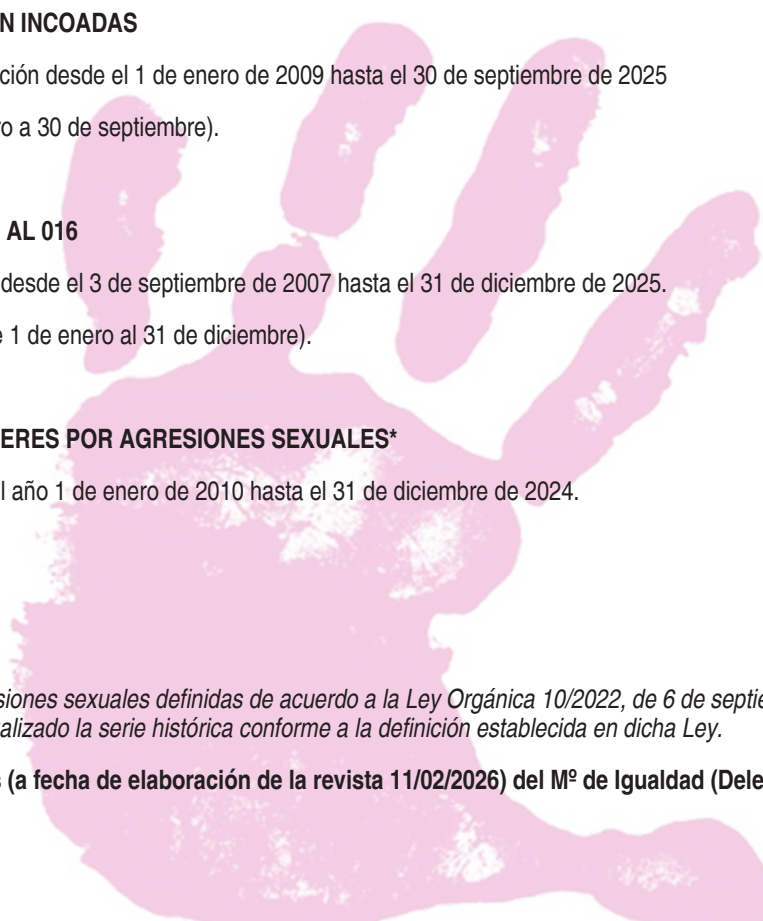 N INCOADAS
ción desde el 1 de enero de 2009 hasta el 30 de septiembre de 2025
o a 30 de septiembre).
AL 016
desde el 3 de septiembre de 2007 hasta el 31 de diciembre de 2025.
e 1 de enero al 31 de diciembre).
ERES POR AGRESIONES SEXUALES*
l año 1 de enero de 2010 hasta el 31 de diciembre de 2024.
siones sexuales definidas de acuerdo a la Ley Orgánica 10/2022, de 6 de septie
alizado la serie histórica conforme a la definición establecida en dicha Ley.
s (a fecha de elaboración de la revista 11/02/2026) del Mº de Igualdad (Dele